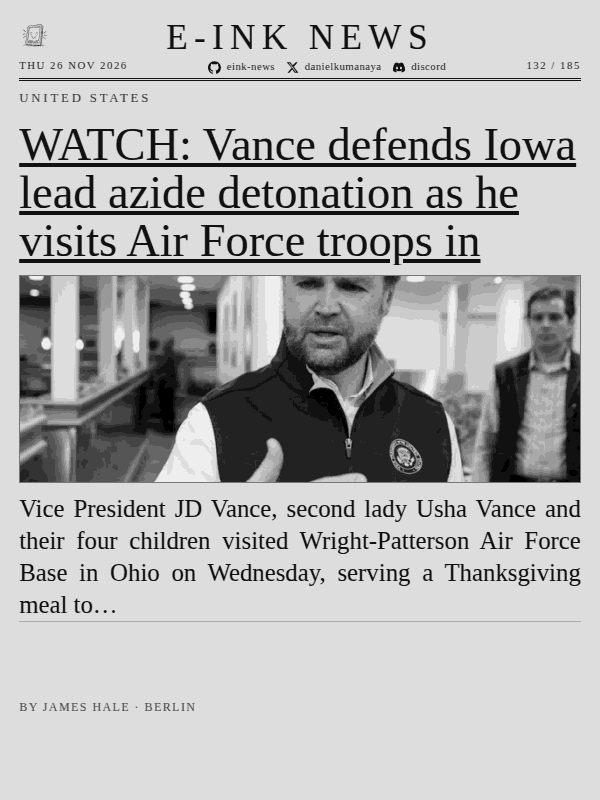 E-INK NEWS
THU 26 NOV 2026
eink-news danielkumanaya discord
132 / 185
UNITED STATES
WATCH: Vance defends Iowa
lead azide detonation as he
visits Air Force troops in
Vice President JD Vance, second lady Usha Vance and
their four children visited Wright-Patterson Air Force
Base in Ohio on Wednesday, serving a Thanksgiving
meal to…
BY JAMES HALE · BERLIN